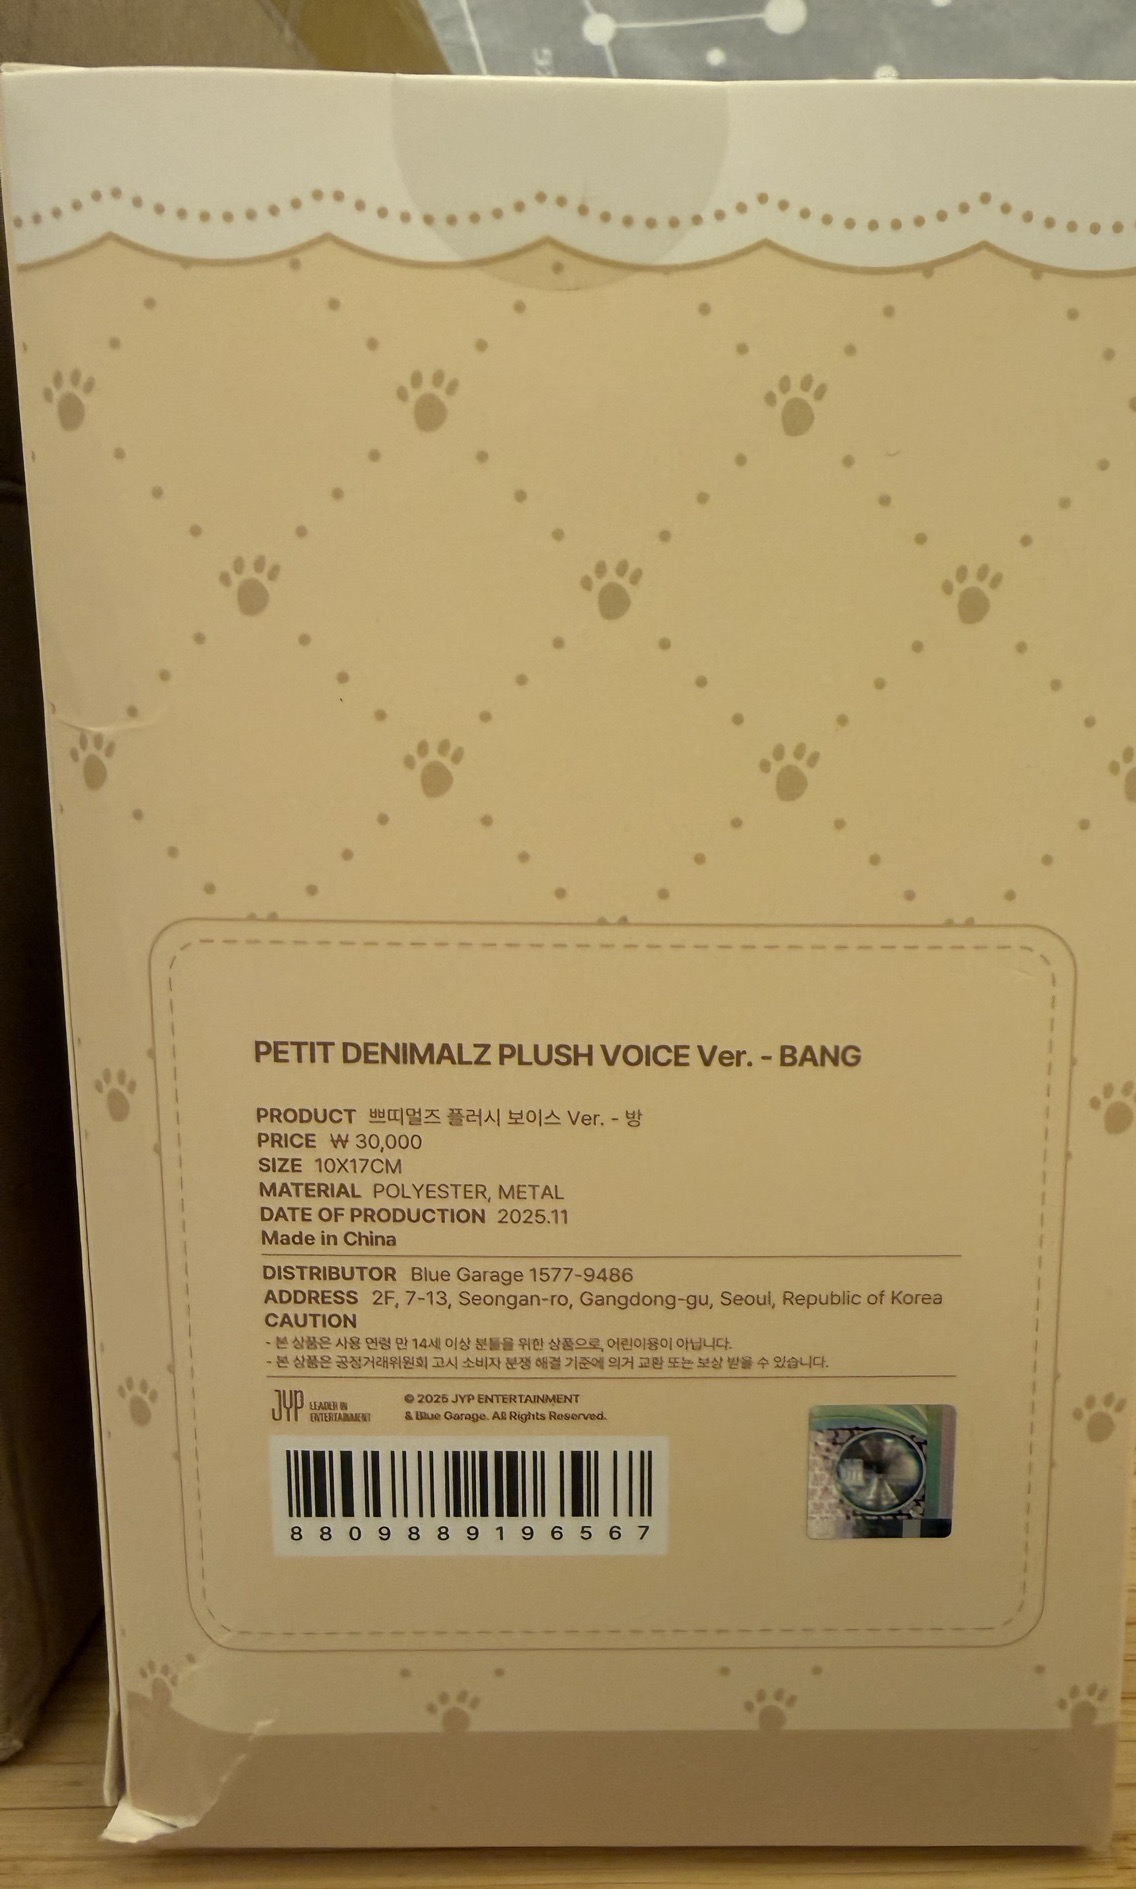 PETIT DENIMALZ PLUSH VOICE Ver. - BANG
PRODUCT 쁘띠멀즈 플러시 보이스 Ver. - 방
PRICE ₩ 30,000
SIZE 10X17CM
MATERIAL POLYESTER, METAL
DATE OF PRODUCTION 2025.11
Made in China
DISTRIBUTOR Blue Garage 1577-9486
ADDRESS 2F, 7-13, Seongan-ro, Gangdong-gu, Seoul, Republic of Korea
CAUTION
- 본 상품은 사용 연령 만 14세 이상 분들을 위한 상품으로, 어린이용이 아닙니다.
- 본 상품은 공정거래위원회 고시 소비자 분쟁 해결 기준에 의거 교환 또는 보상 받을 수 있습니다.
JYP LEADER IN
ENTERTAINMENT
© 2025 JYP ENTERTAINMENT
& Blue Garage. All Rights Reserved.
8809889196567